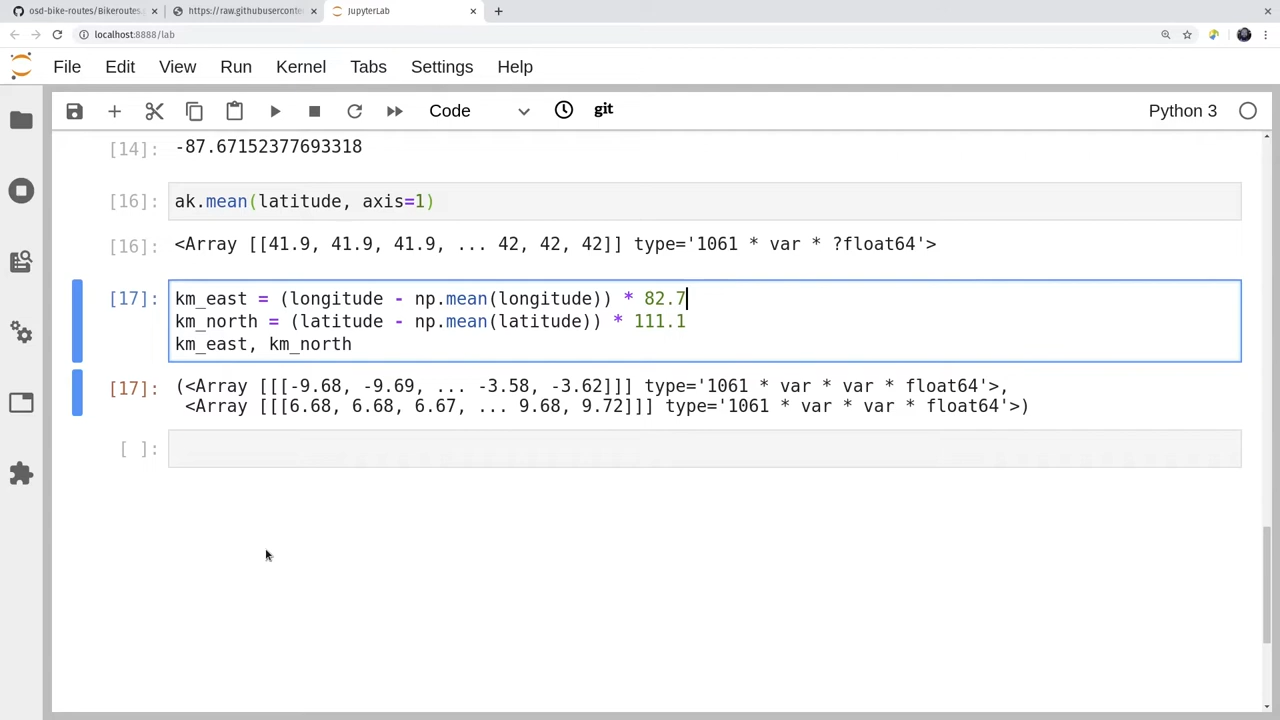 osd-bike-routes/Bikeroutes.g
https://raw.githubuserconte
JupyterLab
localhost:8888/lab
File Edit View Run Kernel Tabs Settings Help
Code git Python 3
[14]: -87.67152377693318
[16]: ak.mean(latitude, axis=1)
[16]: <Array [[41.9, 41.9, 41.9, ... 42, 42, 42]] type='1061 * var * ?float64'>
[17]: km_east = (longitude - np.mean(longitude)) * 82.7
km_north = (latitude - np.mean(latitude)) * 111.1
km_east, km_north
[17]: (<Array [[[-9.68, -9.69, ... -3.58, -3.62]]] type='1061 * var * var * float64'>,
<Array [[[6.68, 6.68, 6.67, ... 9.68, 9.72]]] type='1061 * var * var * float64'>)
[ ]: